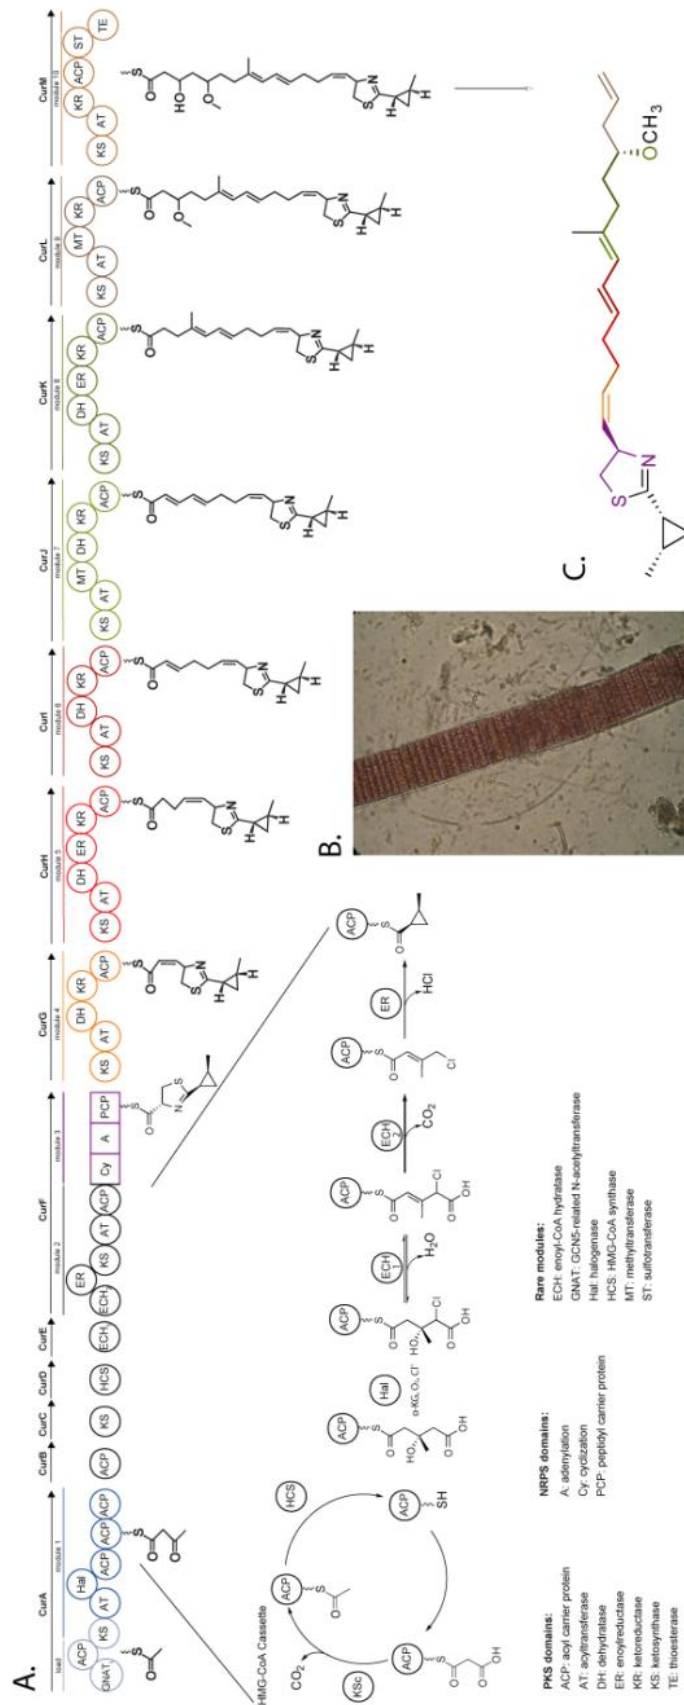 A.
CurA CurB CurC CurD CurE CurF CurG CurH CurI CurJ CurK CurL CurM
load module 1 module 2 module 3 module 4 module 5 module 6 module 7 module 8 module 9 module 10
GNAT ACP KS AT Hal ACP ACP ACP
ACP
KS
HCS
ECH1
ECH2 ER KS AT ACP Cy A PCP
KS AT DH KR ACP
KS AT DH ER KR ACP
KS AT DH KR ACP
KS AT MT DH KR ACP
KS AT DH ER KR ACP
KS AT MT KR ACP
KS AT KR ACP ST TE
HMG-CoA Cassette
CO2
KSc
ACP
HCS
ACP
SH
ACP
Hal
α-KG, O2, Cl-
ECH 1
H2O
ECH 2
CO2
ER
HCl
B.
C.
OCH3
PKS domains:
ACP: acyl carrier protein
AT: acyltransferase
DH: dehydratase
ER: enoylreductase
KR: ketoreductase
KS: ketosynthase
TE: thioesterase
NRPS domains:
A: adenylation
Cy: cyclization
PCP: peptidyl carrier protein
Rare modules:
ECH: enoyl-CoA hydratase
GNAT: GCN5-related N-acetyltransferase
Hal: halogenase
HCS: HMG-CoA synthase
MT: methyltransferase
ST: sulfotransferase